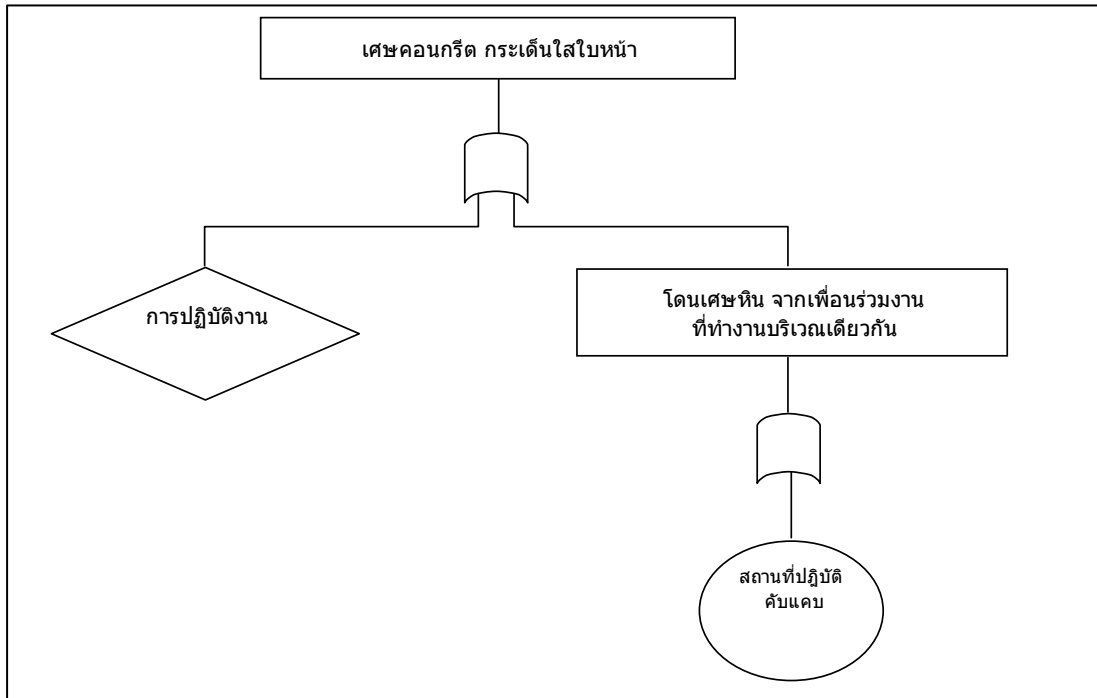 เศษคอนกรีต กระเด็นใส่ใบหน้า
การปฏิบัติงาน
โดนเศษหิน จากเพื่อนร่วมงาน
ที่ทำงานบริเวณเดียวกัน
สถานที่ปฎิบัติ
คับแคบ